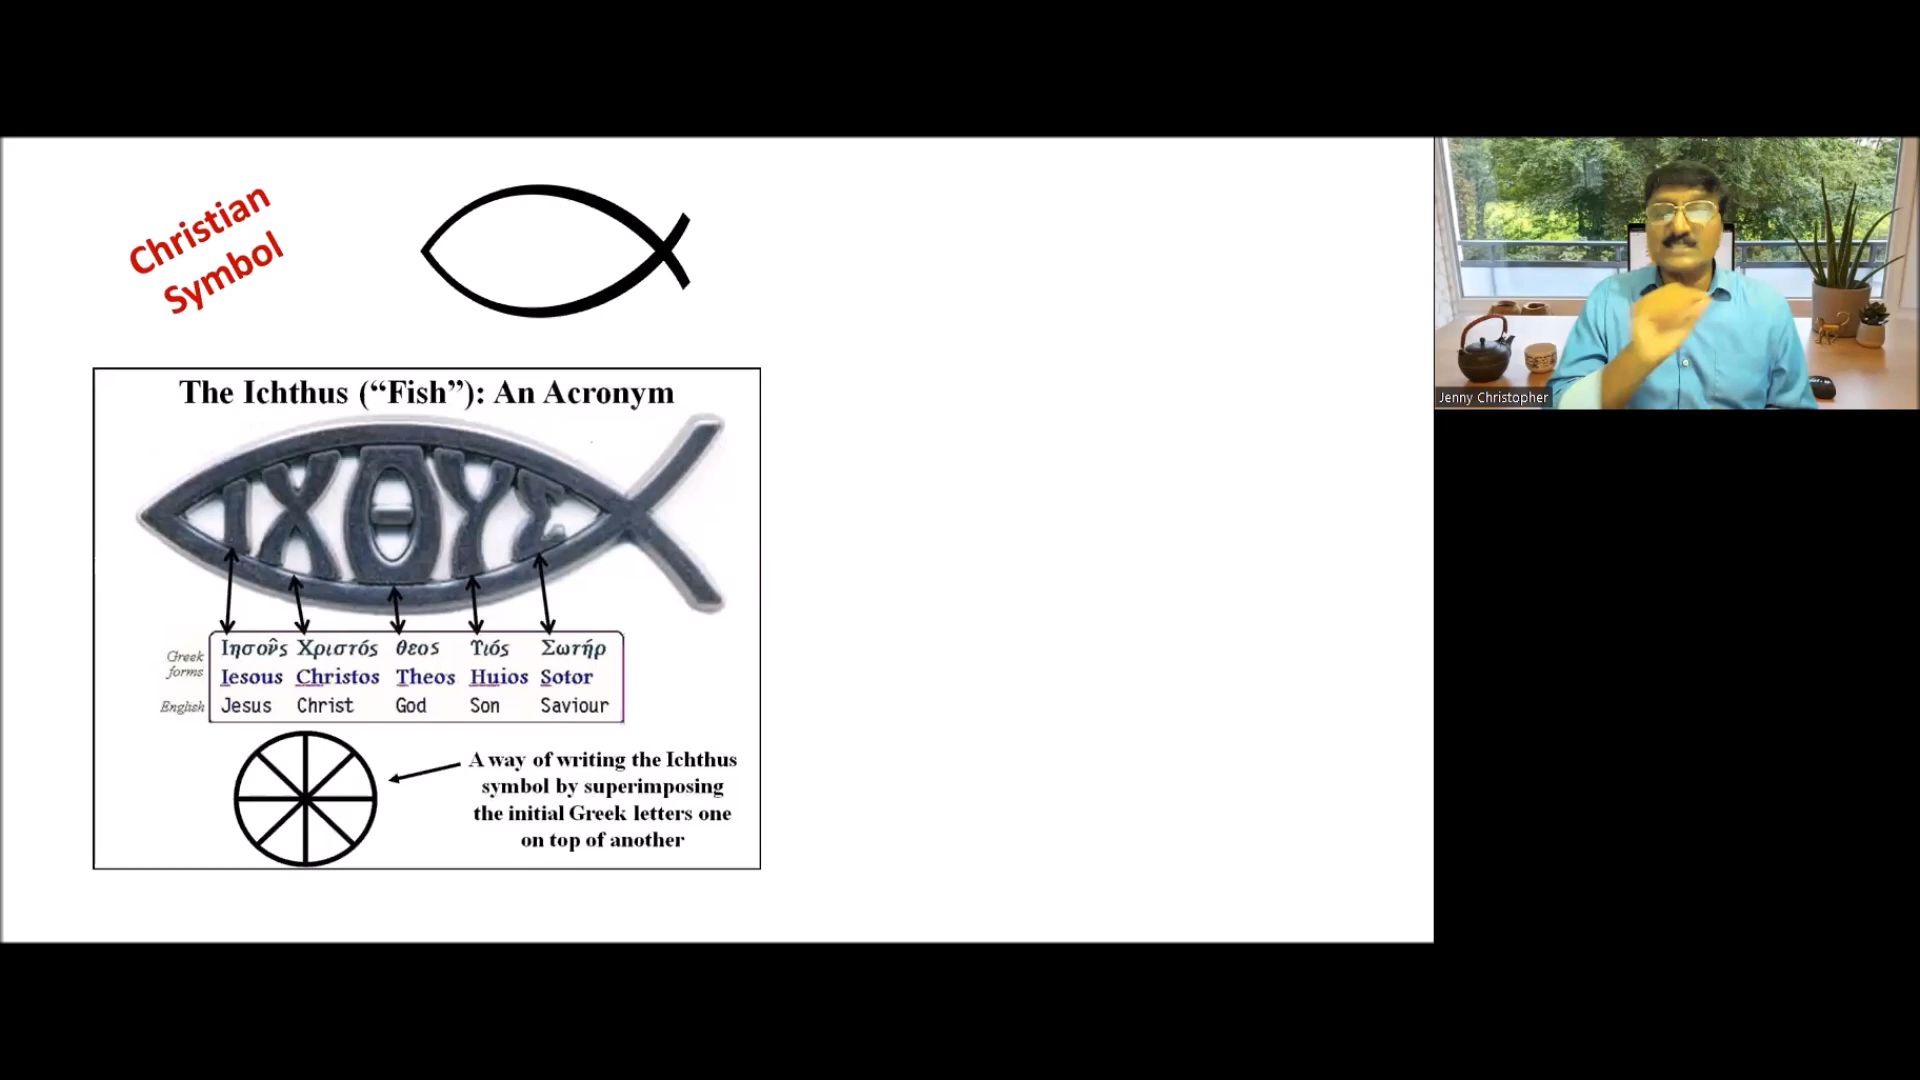 Christian
Symbol
The Ichthus (“Fish”): An Acronym
ΙΧΘΥΣ
Greek forms
Ιησοῦς Χριστός θεος Υιός Σωτήρ
Iesous Christos Theos Huios Sotor
English
Jesus Christ God Son Saviour
A way of writing the Ichthus
symbol by superimposing
the initial Greek letters one
on top of another
Jenny Christopher